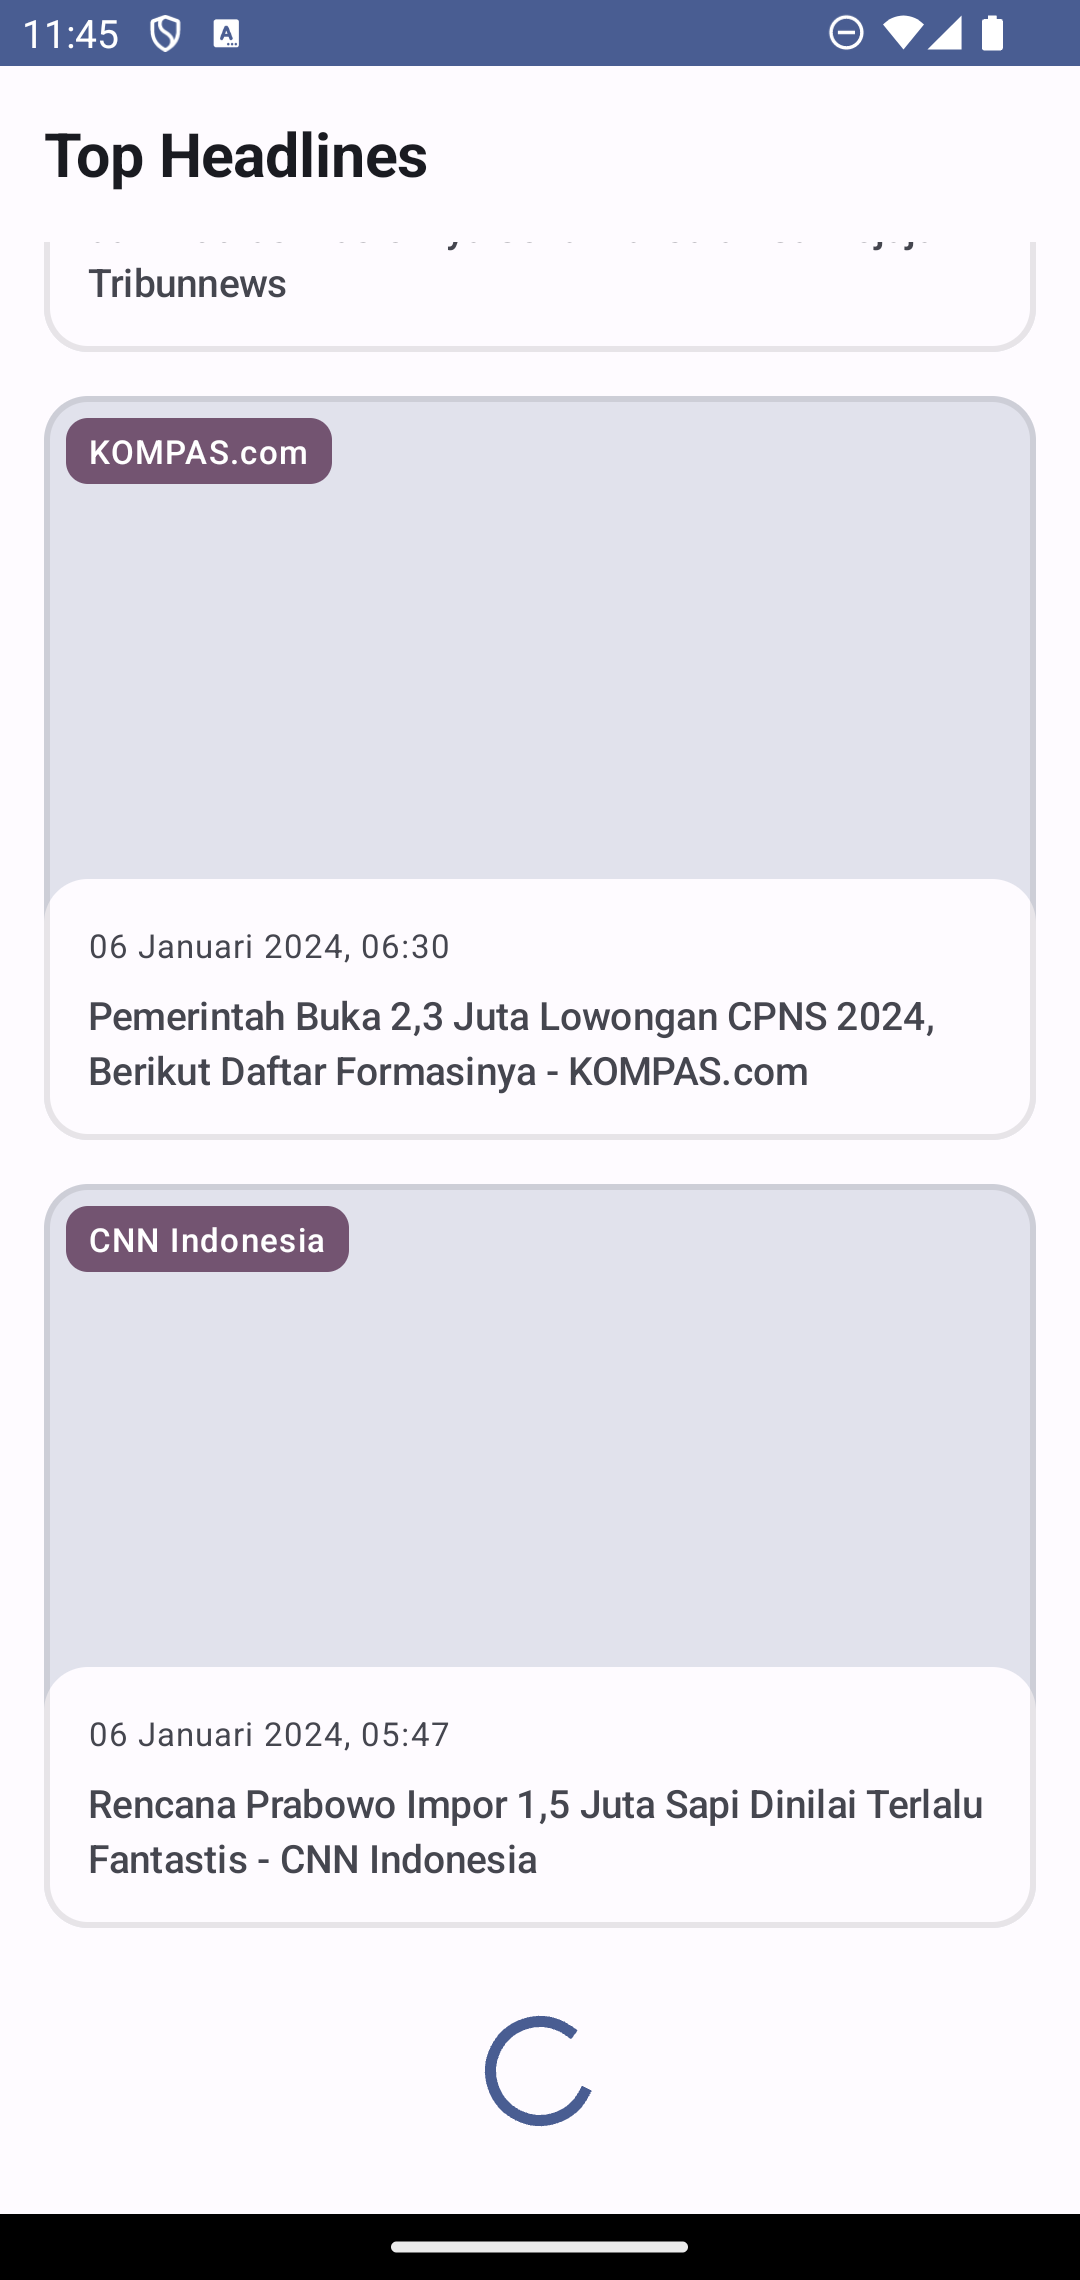 11:45
Top Headlines
Tribunnews
KOMPAS.com
06 Januari 2024, 06:30
Pemerintah Buka 2,3 Juta Lowongan CPNS 2024,
Berikut Daftar Formasinya - KOMPAS.com
CNN Indonesia
06 Januari 2024, 05:47
Rencana Prabowo Impor 1,5 Juta Sapi Dinilai Terlalu
Fantastis - CNN Indonesia